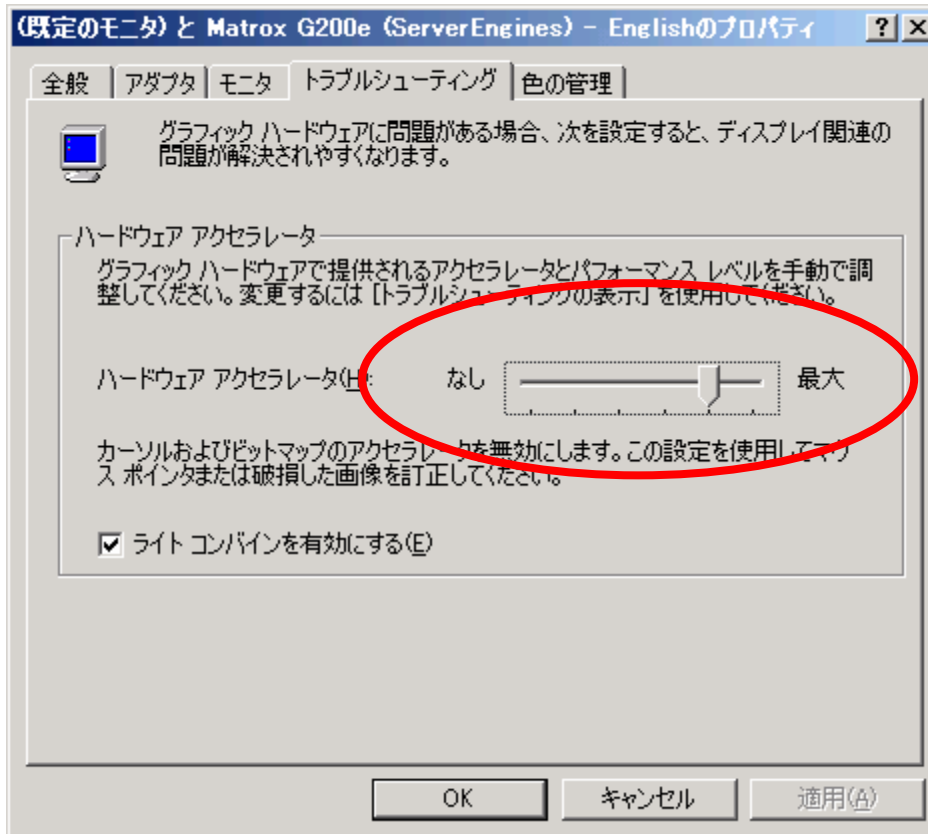 (既定のモニタ) と Matrox G200e (ServerEngines) - Englishのプロパティ
全般 アダプタ モニタ トラブルシューティング 色の管理
グラフィック ハードウェアに問題がある場合、次を設定すると、ディスプレイ関連の
問題が解決されやすくなります。
ハードウェア アクセラレータ
グラフィック ハードウェアで提供されるアクセラレータとパフォーマンス レベルを手動で調
整してください。変更するには [トラブルシューティングの表示] を使用してください。
ハードウェア アクセラレータ(H): なし 最大
カーソルおよびビットマップのアクセラレータを無効にします。この設定を使用してマウ
ス ポインタまたは破損した画像を訂正してください。
ライト コンバインを有効にする(E)
OK キャンセル 適用(A)